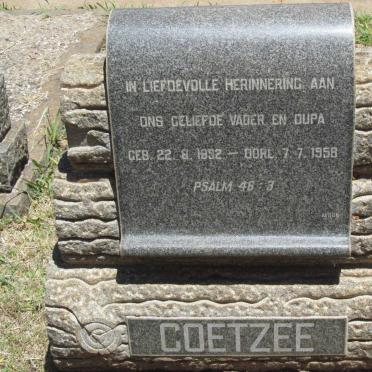 IN LIEFDEVOLLE HERINNERING AAN
ONS GELIEFDE VADER EN OUPA
GEB. 22. 8. 1892 — OORL. 7. 7. 1958
PSALM 46 : 3
COETZEE